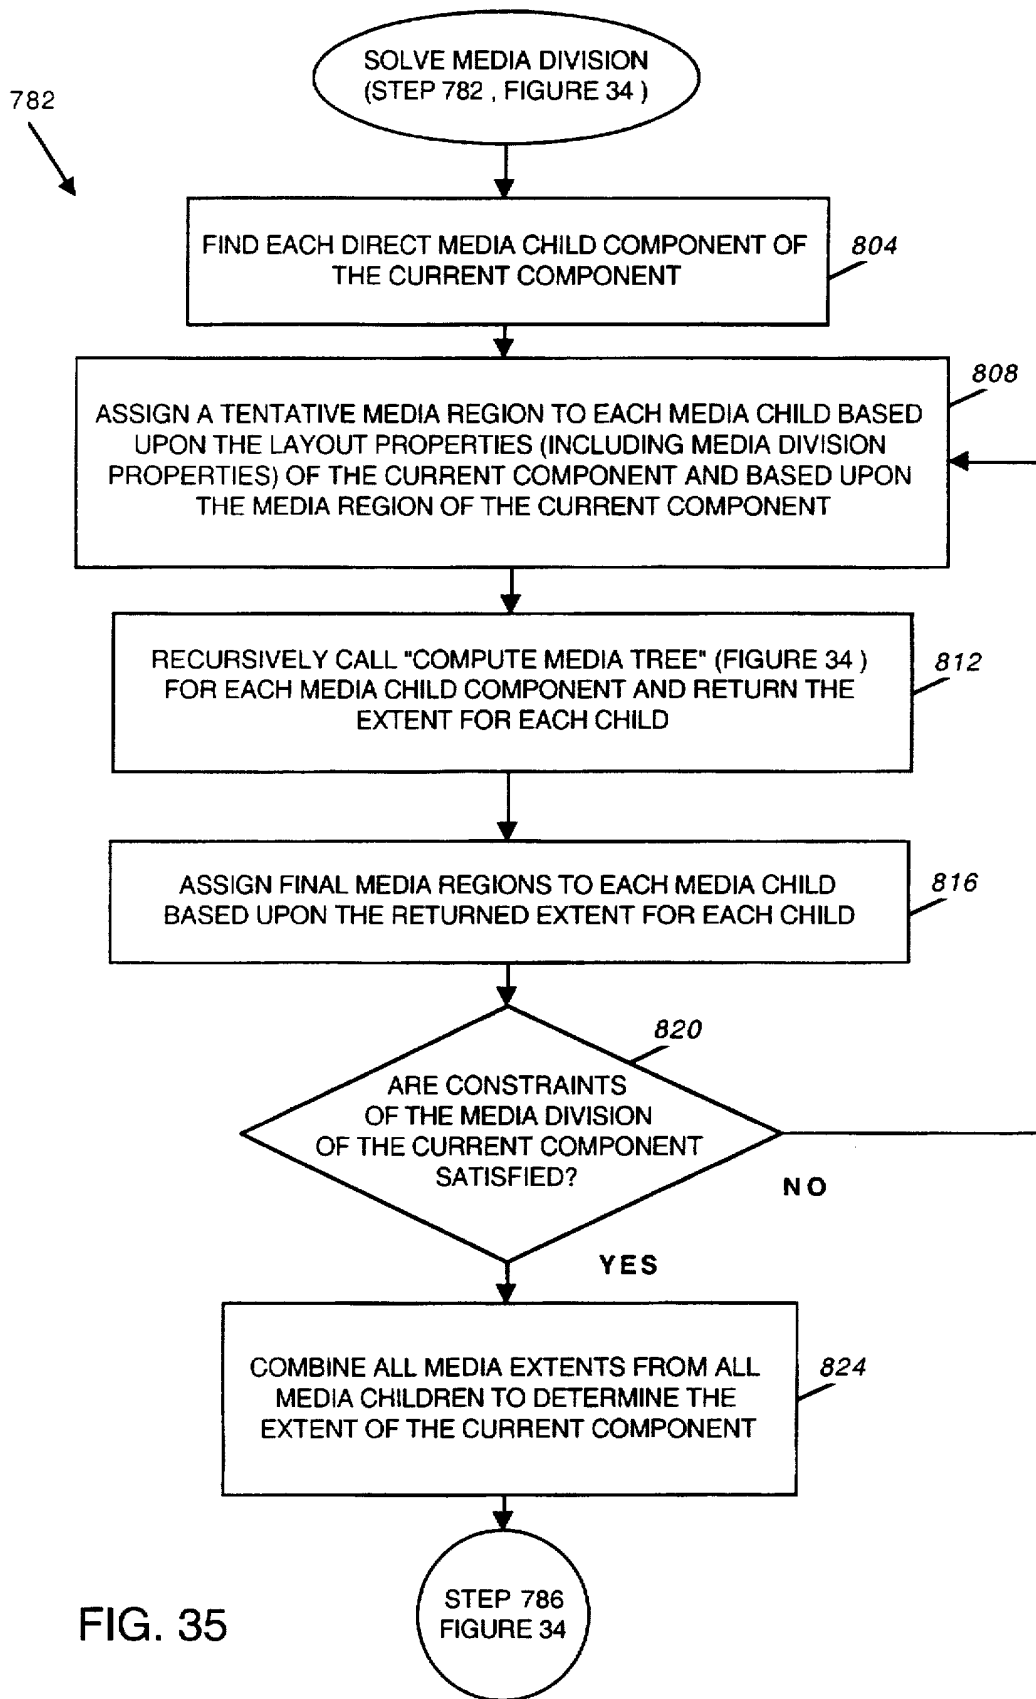 SOLVE MEDIA DIVISION
(STEP 782 , FIGURE 34 )
782
FIND EACH DIRECT MEDIA CHILD COMPONENT OF
THE CURRENT COMPONENT
804
808
ASSIGN A TENTATIVE MEDIA REGION TO EACH MEDIA CHILD BASED
UPON THE LAYOUT PROPERTIES (INCLUDING MEDIA DIVISION
PROPERTIES) OF THE CURRENT COMPONENT AND BASED UPON
THE MEDIA REGION OF THE CURRENT COMPONENT
RECURSIVELY CALL "COMPUTE MEDIA TREE" (FIGURE 34 )
FOR EACH MEDIA CHILD COMPONENT AND RETURN THE
EXTENT FOR EACH CHILD
812
ASSIGN FINAL MEDIA REGIONS TO EACH MEDIA CHILD
BASED UPON THE RETURNED EXTENT FOR EACH CHILD
816
820
ARE CONSTRAINTS
OF THE MEDIA DIVISION
OF THE CURRENT COMPONENT
SATISFIED?
NO
YES
COMBINE ALL MEDIA EXTENTS FROM ALL
MEDIA CHILDREN TO DETERMINE THE
EXTENT OF THE CURRENT COMPONENT
824
STEP 786
FIGURE 34
FIG. 35